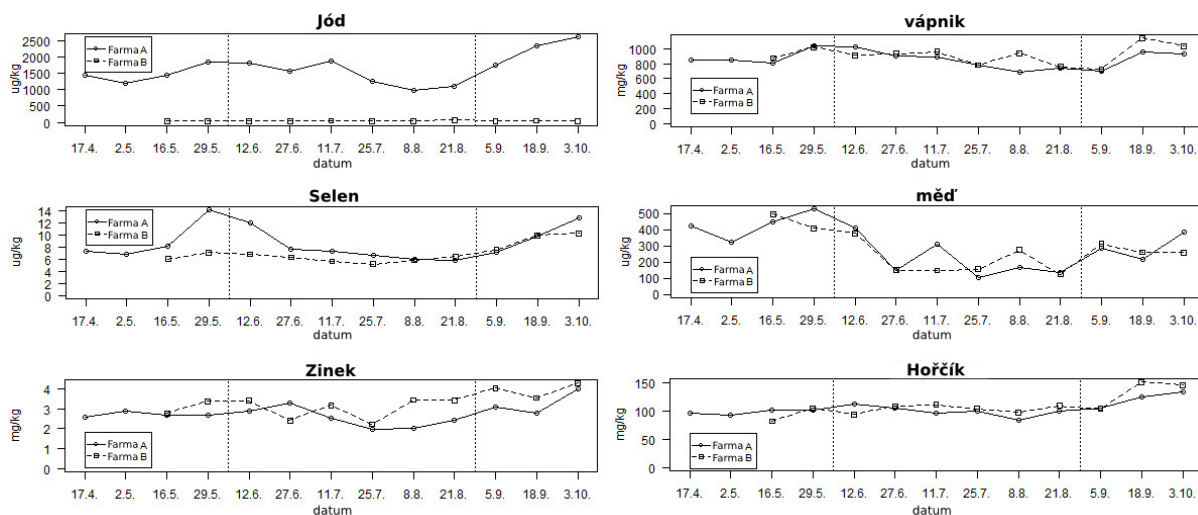 Jód
2500
2000
1500
1000
500
0
ug/kg
Farma A
Farma B
17.4. 2.5. 16.5. 29.5. 12.6. 27.6. 11.7. 25.7. 8.8. 21.8. 5.9. 18.9. 3.10.
datum
vápnik
1000
800
600
400
200
0
mg/kg
Farma A
Farma B
17.4. 2.5. 16.5. 29.5. 12.6. 27.6. 11.7. 25.7. 8.8. 21.8. 5.9. 18.9. 3.10.
datum
Selen
14
12
10
8
6
4
2
0
ug/kg
Farma A
Farma B
17.4. 2.5. 16.5. 29.5. 12.6. 27.6. 11.7. 25.7. 8.8. 21.8. 5.9. 18.9. 3.10.
datum
měď
500
400
300
200
100
0
ug/kg
Farma A
Farma B
17.4. 2.5. 16.5. 29.5. 12.6. 27.6. 11.7. 25.7. 8.8. 21.8. 5.9. 18.9. 3.10.
datum
Zinek
4
3
2
1
0
mg/kg
Farma A
Farma B
17.4. 2.5. 16.5. 29.5. 12.6. 27.6. 11.7. 25.7. 8.8. 21.8. 5.9. 18.9. 3.10.
datum
Hořčík
150
100
50
0
mg/kg
Farma A
Farma B
17.4. 2.5. 16.5. 29.5. 12.6. 27.6. 11.7. 25.7. 8.8. 21.8. 5.9. 18.9. 3.10.
datum